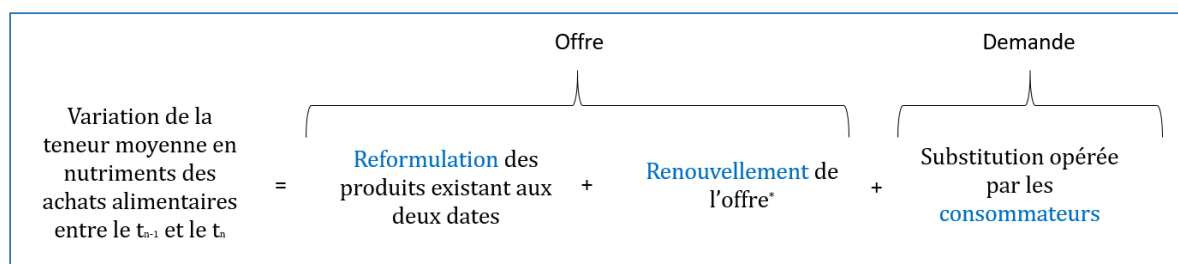 Offre
Demande
Variation de la
teneur moyenne en
nutriments des
achats alimentaires
entre le tₙ₋₁ et le tₙ
=
Reformulation des
produits existant aux
deux dates
+
Renouvellement de
l’offre*
+
Substitution opérée
par les
consommateurs